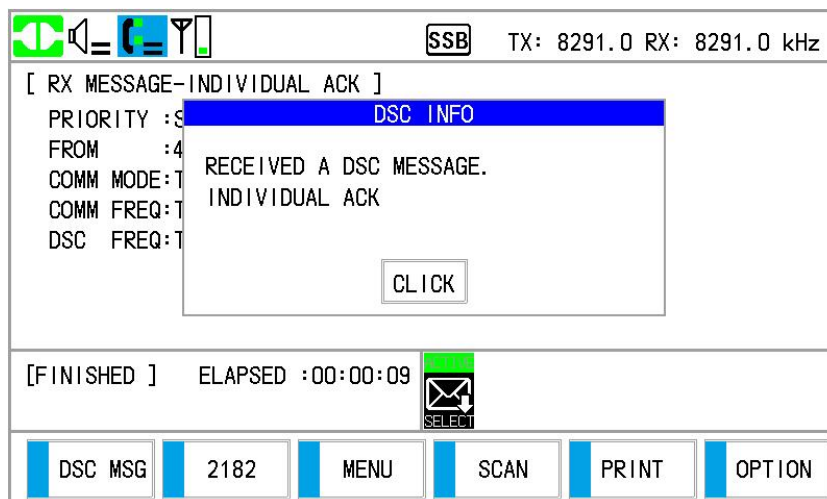 SSB TX: 8291.0 RX: 8291.0 kHz
[ RX MESSAGE-INDIVIDUAL ACK ]
DSC INFO
PRIORITY :S
FROM :4
COMM MODE:T
COMM FREQ:T
DSC FREQ:T
RECEIVED A DSC MESSAGE.
INDIVIDUAL ACK
CLICK
[FINISHED ] ELAPSED :00:00:09
ACTIVE
SELECT
DSC MSG 2182 MENU SCAN PRINT OPTION